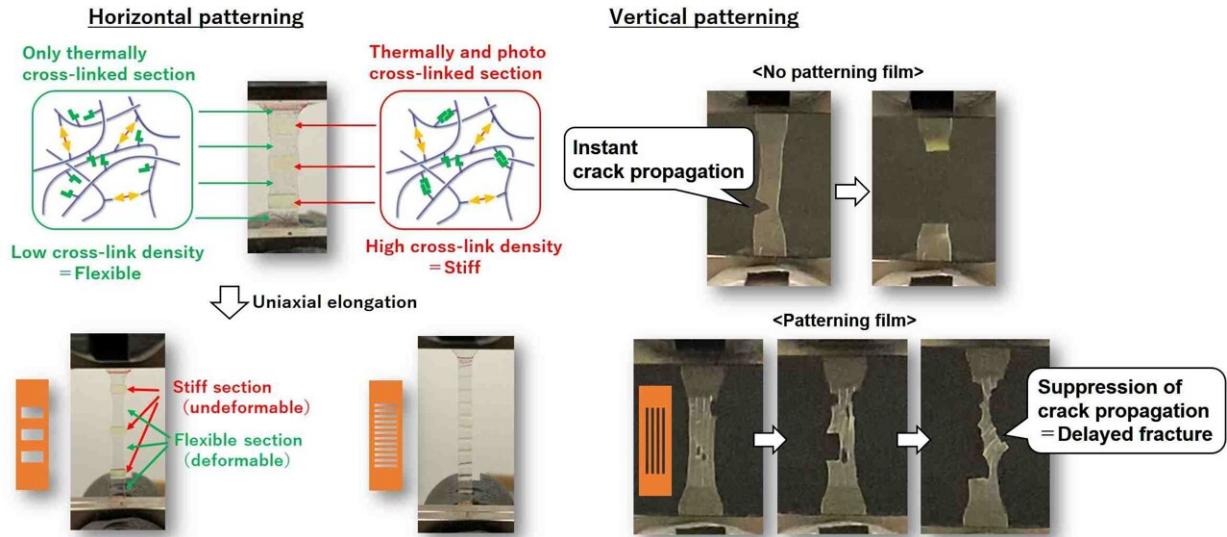 Horizontal patterning
Only thermally
cross-linked section
Thermally and photo
cross-linked section
Low cross-link density
＝Flexible
High cross-link density
＝Stiff
Uniaxial elongation
Stiff section
（undeformable）
Flexible section
（deformable）
Vertical patterning
<No patterning film>
Instant
crack propagation
<Patterning film>
Suppression of
crack propagation
＝Delayed fracture